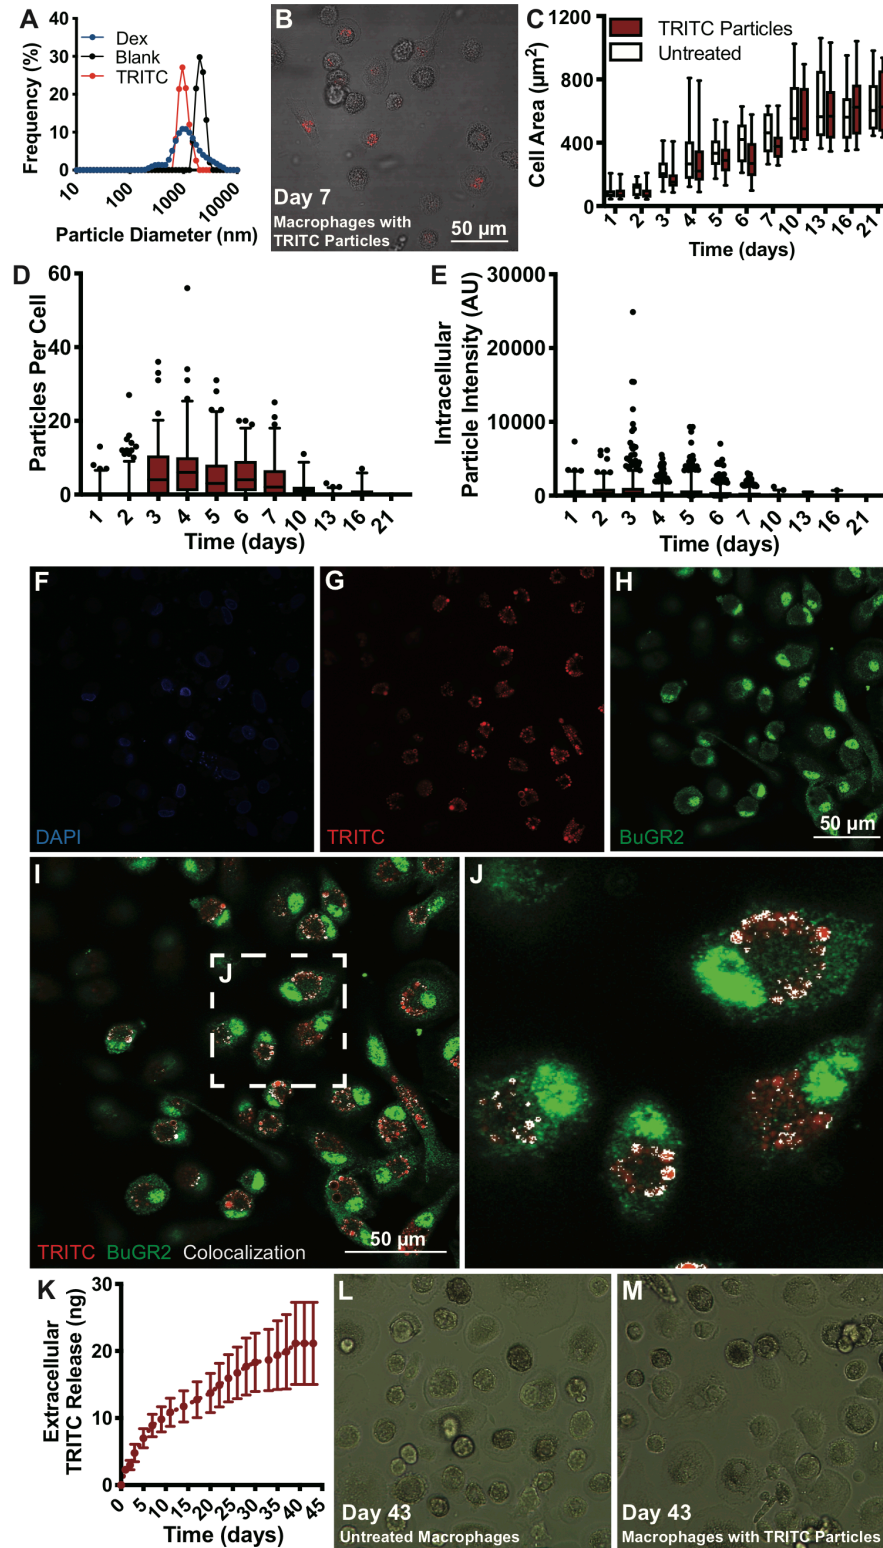 A
Frequency (%)
40
30
20
10
0
Dex
Blank
TRITC
10
100
1000
10000
Particle Diameter (nm)
B
Day 7
Macrophages with
TRITC Particles
50 µm
C
Cell Area (µm²)
1200
800
400
0
TRITC Particles
Untreated
1 2 3 4 5 6 7 10 13 16 21
Time (days)
D
Particles Per Cell
60
40
20
0
1 2 3 4 5 6 7 10 13 16 21
Time (days)
E
Intracellular
Particle Intensity (AU)
30000
20000
10000
0
1 2 3 4 5 6 7 10 13 16 21
Time (days)
F
DAPI
G
TRITC
H
BuGR2
50 µm
I
J
TRITC BuGR2 Colocalization
50 µm
J
K
Extracellular
TRITC Release (ng)
30
20
10
0
0 5 10 15 20 25 30 35 40 45
Time (days)
L
Day 43
Untreated Macrophages
M
Day 43
Macrophages with TRITC Particles